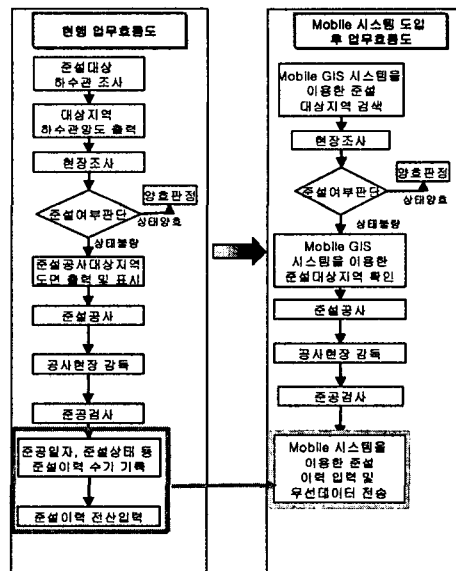 현행 업무흐름도
준설대상
하수관 조사
대상지역
하수관망도 출력
현장조사
준설여부판단
양호판정
상태양호
상태불량
준설공사대상지역
도면 출력 및 표시
준설공사
공사현장 감독
준공검사
준공일자, 준설상태 등
준설이력 수기 기록
준설이력 전산입력
Mobile 시스템 도입
후 업무흐름도
Mobile GIS 시스템을
이용한 준설
대상지역 검색
현장조사
준설여부판단
양호판정
상태양호
상태불량
Mobile GIS
시스템을 이용한
준설대상지역 확인
준설공사
공사현장 감독
준공검사
Mobile 시스템을
이용한 준설
이력 입력 및
무선데이터 전송